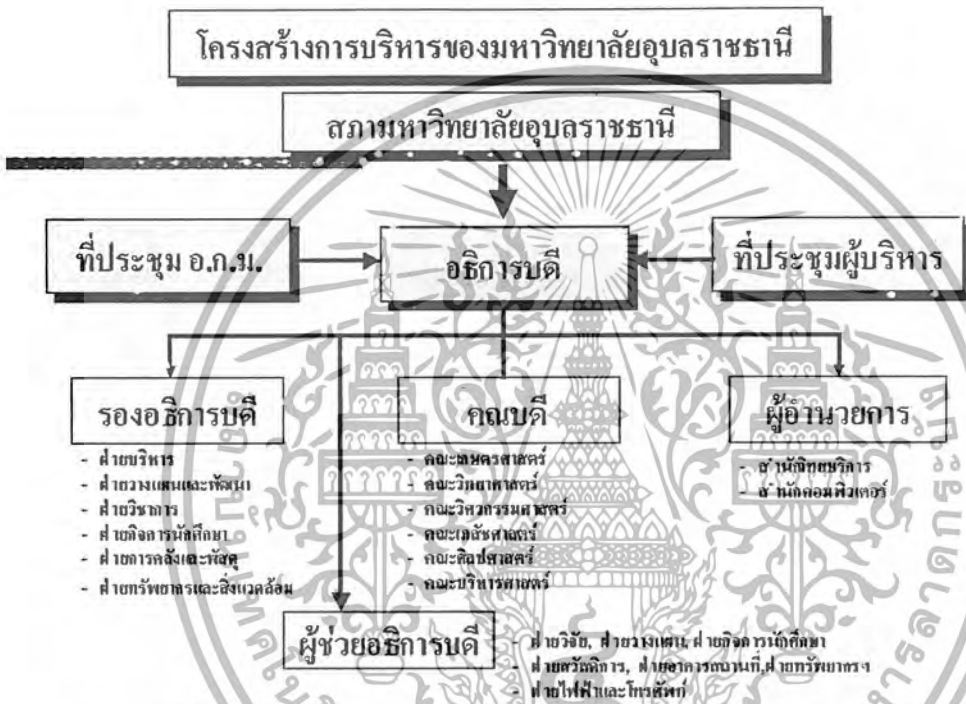 โครงสร้างการบริหารของมหาวิทยาลัยอุบลราชธานี
สภามหาวิทยาลัยอุบลราชธานี
ที่ประชุม อ.ก.ม.
อธิการบดี
ที่ประชุมผู้บริหาร
รองอธิการบดี
- ฝ่ายบริหาร
- ฝ่ายวางแผนและพัฒนา
- ฝ่ายวิชาการ
- ฝ่ายกิจการนักศึกษา
- ฝ่ายการคลังและพัสดุ
- ฝ่ายทรัพยากรและสิ่งแวดล้อม
คณบดี
- คณะเกษตรศาสตร์
- คณะวิทยาศาสตร์
- คณะวิศวกรรมศาสตร์
- คณะเภสัชศาสตร์
- คณะศิลปศาสตร์
- คณะบริหารศาสตร์
ผู้อำนวยการ
- สำนักวิทยบริการ
- สำนักคอมพิวเตอร์
ผู้ช่วยอธิการบดี
- ฝ่ายวิจัย, ฝ่ายวางแผน, ฝ่ายกิจการนักศึกษา
- ฝ่ายสวัสดิการ, ฝ่ายอาคารสถานที่,ฝ่ายทรัพยากรฯ
- ฝ่ายไฟฟ้าและโทรศัพท์